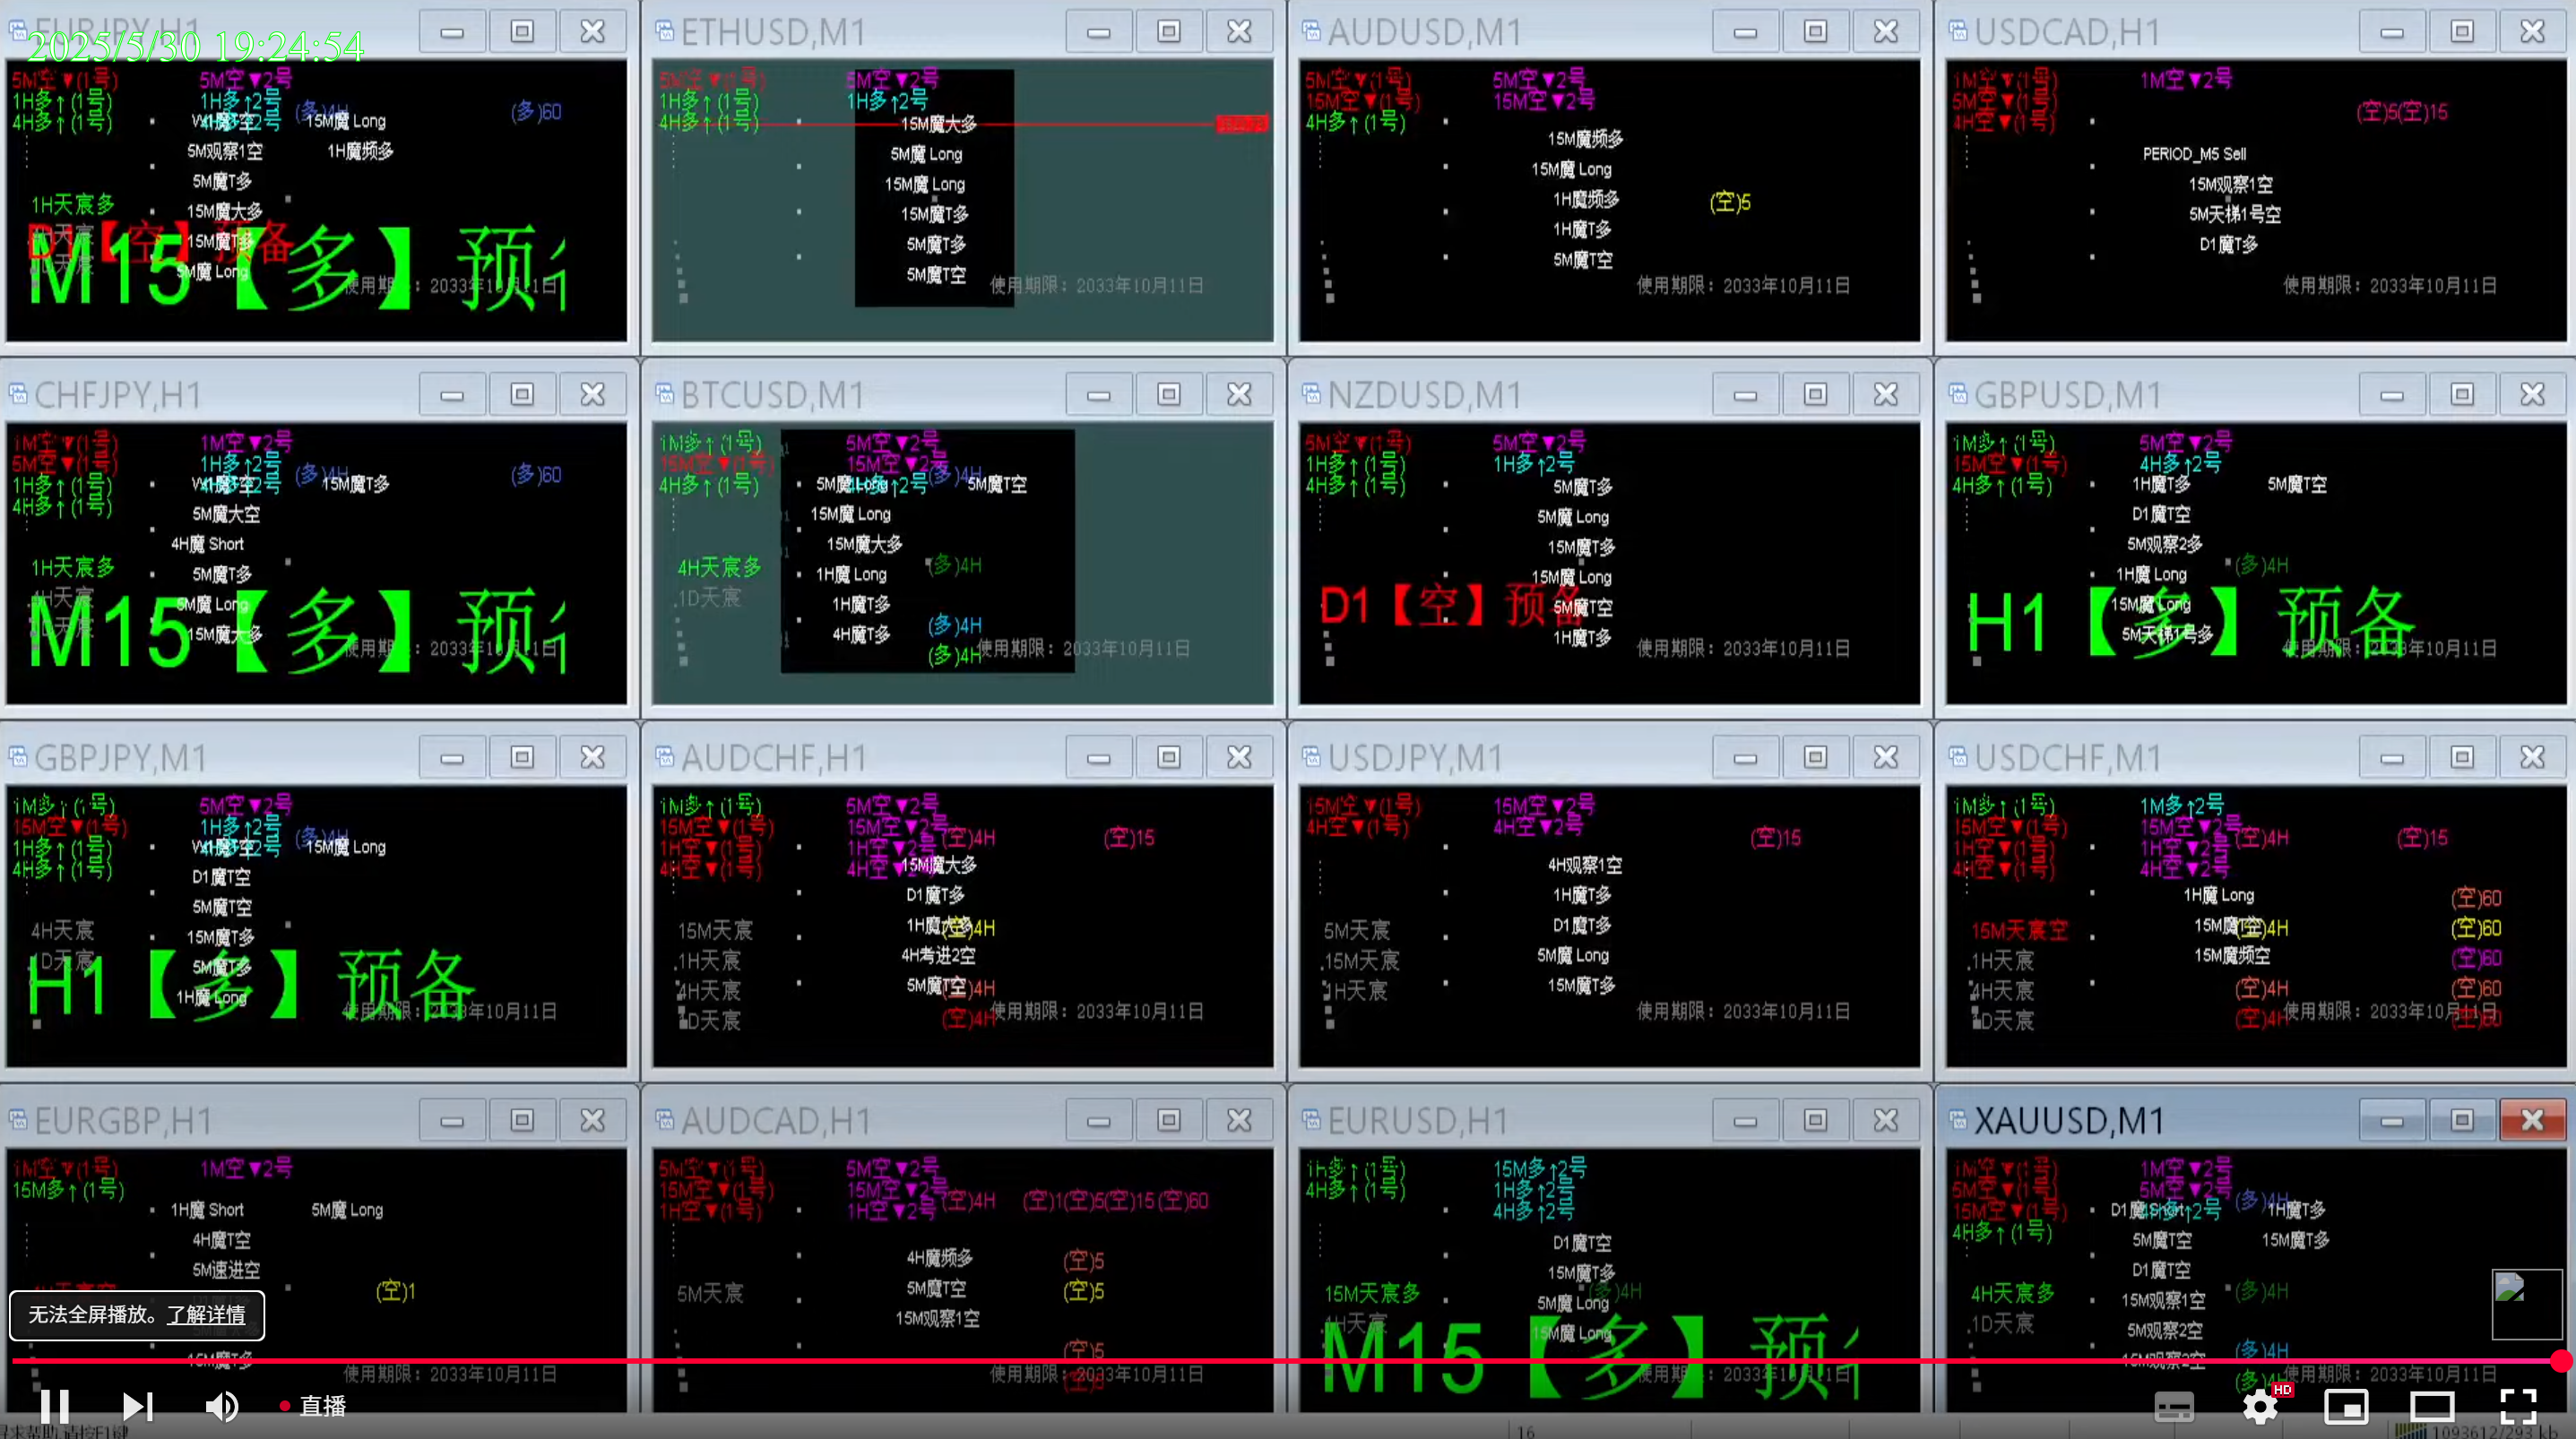 EURJPY,H1
2025/5/30 19:24:54
5M空▼(1号) 5M空▼2号
1H多↑(1号) 1H多↑2号 (多)4H (多)60
4H多↑(1号) 15M魔 Long
5M观察1空 1H魔频多
5M魔T多
1H天宸多 15M魔大多
D1【空】预备
15M魔T多
M15【多】预
5M魔 Long
2033年10月11日
ETHUSD,M1
5M空▼(1号) 5M空▼2号
1H多↑(1号) 1H多↑2号
4H多↑(1号) 15M魔大多
5M魔 Long
15M魔 Long
15M魔T多
5M魔T多
5M魔T空
使用期限：2033年10月11日
AUDUSD,M1
5M空▼(1号) 5M空▼2号
15M空▼(1号) 15M空▼2号
4H多↑(1号) 15M魔频多
15M魔 Long
1H魔频多 (空)5
1H魔T多
5M魔T空
使用期限：2033年10月11日
USDCAD,H1
1M空▼(1号) 1M空▼2号
5M空▼(1号) (空)5(空)15
4H空▼(1号)
PERIOD_M5 Sell
15M观察1空
5M天梯1号空
D1魔T多
使用期限：2033年10月11日
CHFJPY,H1
1M空▼(1号) 1M空▼2号
5M空▼(1号) 1H多↑2号 (多)4H (多)60
1H多↑(1号) 15M魔T多
4H多↑(1号) 5M魔大空
4H魔 Short
1H天宸多 5M魔T多
4H天宸 5M魔 Long
M15【多】预
15M魔大多
2033年10月11日
BTCUSD,M1
1M多↑(1号) 5M空▼2号
15M空▼(1号) 15M空▼2号 (多)4H
4H多↑(1号) 5M魔 Long 4H多↑2号 5M魔T空
15M魔 Long
15M魔大多
4H天宸多 1H魔 Long (多)4H
1D天宸 1H魔T多
4H魔T多 (多)4H
(多)4H 使用期限：2033年10月11日
NZDUSD,M1
5M空▼(1号) 5M空▼2号
1H多↑(1号) 1H多↑2号
4H多↑(1号) 5M魔T多
5M魔 Long
15M魔T多
15M魔 Long
D1【空】预备
5M魔T空
1H魔T多
使用期限：2033年10月11日
GBPUSD,M1
1M多↑(1号) 5M空▼2号
15M空▼(1号) 4H多↑2号
4H多↑(1号) 1H魔T多 5M魔T空
D1魔T空
5M观察2多
1H魔 Long (多)4H
15M魔 Long
H1【多】预备
5M天梯1号多
使用期限：2033年10月11日
GBPJPY,M1
1M多↑(1号) 5M空▼2号
15M空▼(1号) 1H多↑2号 (多)4H
1H多↑(1号) 15M魔 Long
4H多↑(1号) D1魔T空
5M魔T空
4H天宸 15M魔T多
1D天宸 5M魔T多
H1【多】预备
1H魔 Long
使用期限：2033年10月11日
AUDCHF,H1
1M多↑(1号) 5M空▼2号
15M空▼(1号) 15M空▼2号 (空)4H (空)15
1H空▼(1号) 1H空▼2号
4H空▼(1号) 4H空▼2号 15M魔大多
D1魔T多
15M天宸 1H魔大多 (空)4H
1H天宸 4H考进2空
4H天宸 5M魔T空 (空)4H
1D天宸 (空)4H 使用期限：2033年10月11日
USDJPY,M1
15M空▼(1号) 15M空▼2号
4H空▼(1号) 4H空▼2号 (空)15
4H观察1空
1H魔T多
5M天宸 D1魔T多
15M天宸 5M魔 Long
1H天宸 15M魔T多
使用期限：2033年10月11日
USDCHF,M1
1M多↑(1号) 1M多↑2号
15M空▼(1号) 15M空▼2号 (空)4H (空)15
1H空▼(1号) 1H空▼2号
4H空▼(1号) 4H空▼2号
1H魔 Long (空)60
15M天宸空 15M魔T空 (空)4H (空)60
1H天宸 15M魔频空 (空)60
4H天宸 (空)4H (空)60
1D天宸 (空)4H 使用期限：2033年10月11日 (空)60
EURGBP,H1
1M空▼(1号) 1M空▼2号
15M多↑(1号) 1H魔 Short 5M魔 Long
4H魔T空
5M速进空
(空)1
无法全屏播放。了解详情
15M魔T多
使用期限：2033年10月11日
AUDCAD,H1
5M空▼(1号) 5M空▼2号
15M空▼(1号) 15M空▼2号 (空)4H (空)1(空)5(空)15(空)60
1H空▼(1号) 1H空▼2号
4H魔频多 (空)5
5M天宸 5M魔T空 (空)5
15M观察1空
(空)5
使用期限：2033年10月11日
EURUSD,H1
1H多↑(1号) 15M多↑2号
4H多↑(1号) 1H多↑2号
4H多↑2号
D1魔T空
15M魔T多
15M天宸多 5M魔 Long (多)4H
15M魔 Long
M15【多】预
使用期限：2033年10月11日
XAUUSD,M1
1M空▼(1号) 1M空▼2号
5M空▼(1号) 5M空▼2号 (多)4H
15M空▼(1号) D1魔 Short 4H多↑2号 1H魔T多
4H多↑(1号) 5M魔T空 15M魔T多
D1魔T空
4H天宸多 15M观察1空 (多)4H
1D天宸 5M观察2空
15M观察2空 (多)4H
(多)4H 使用期限：2033年10月11日
直播
HD
16
1093612/293 kb